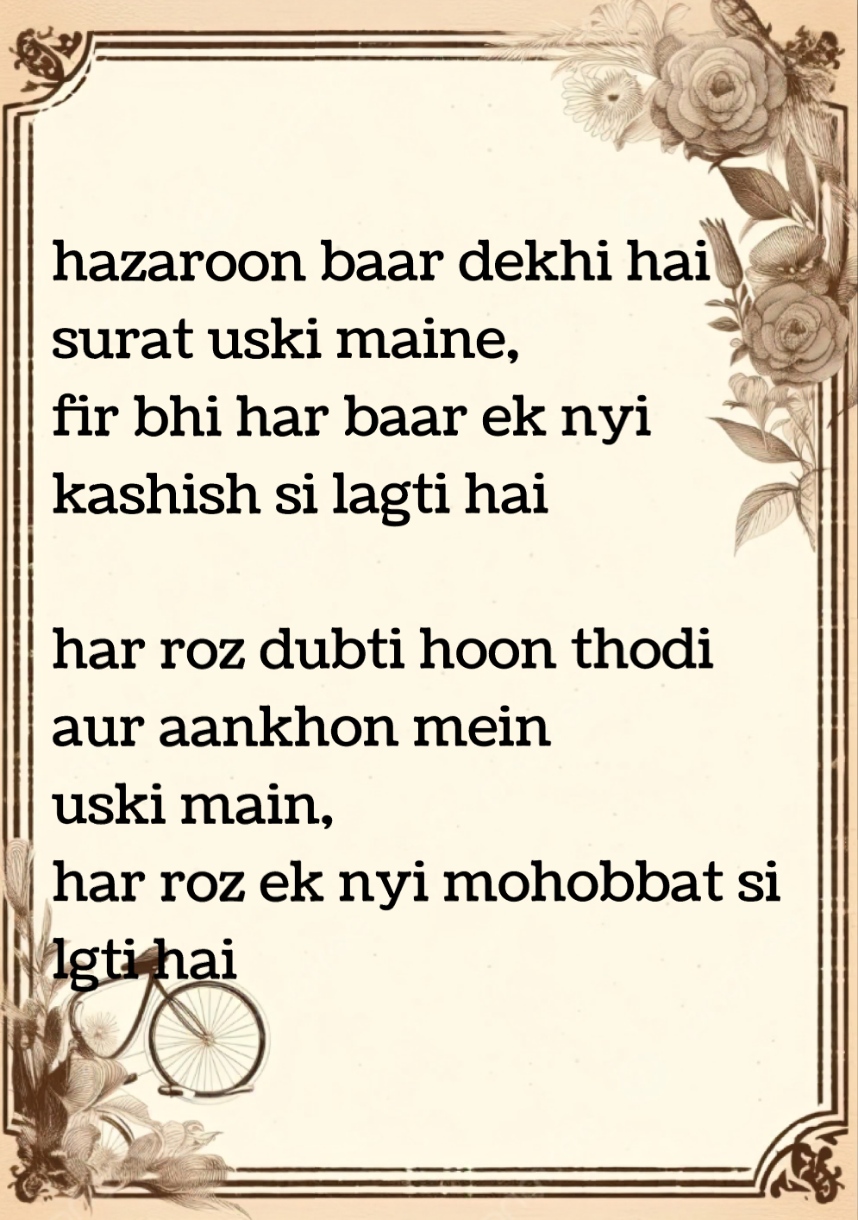 hazaroon baar dekhi hai
surat uski maine,
fir bhi har baar ek nyi
kashish si lagti hai
har roz dubti hoon thodi
aur aankhon mein
uski main,
har roz ek nyi mohobbat si
lgti hai